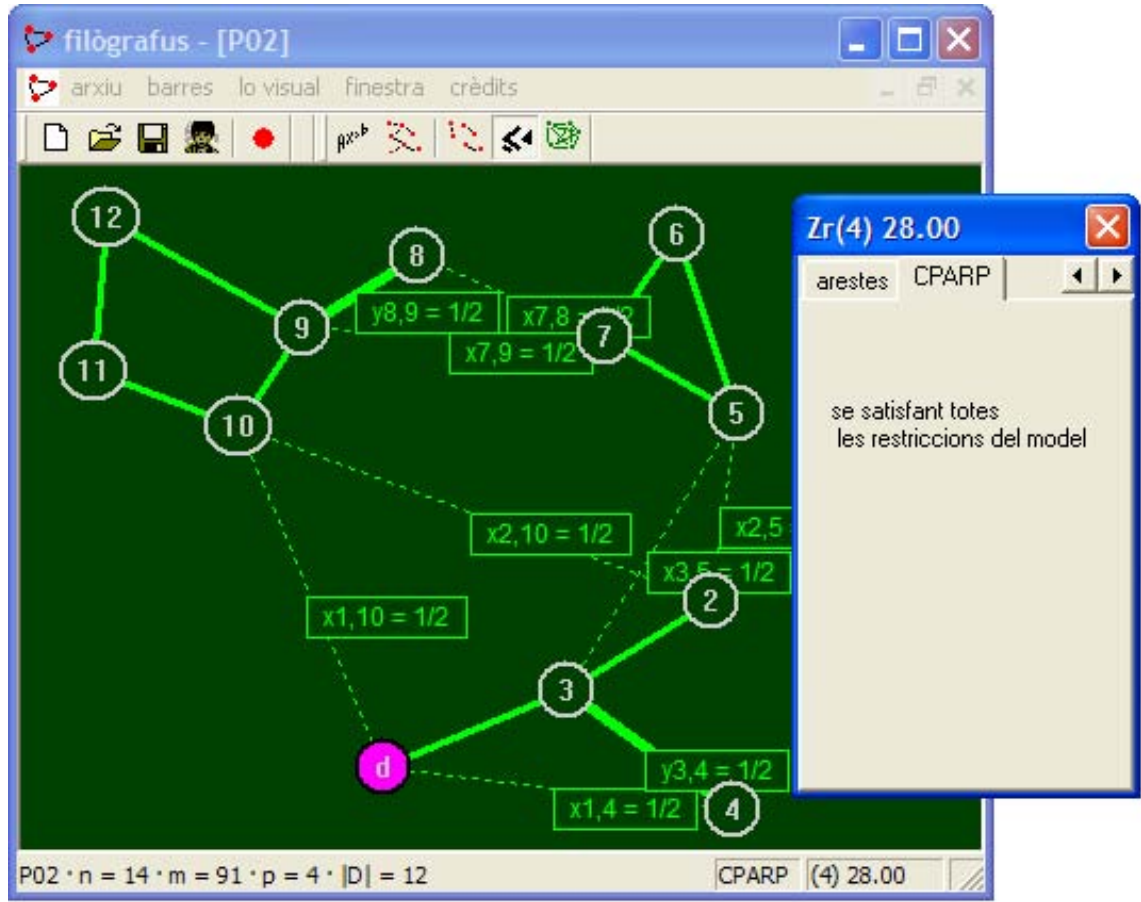 filògrafus - [P02]
arxiu barres lo visual finestra crèdits
12
8
6
9
y8,9 = 1/2
x7,8 = 1/2
7
x7,9 = 1/2
11
10
5
x2,10 = 1/2
x2,5 =
x3,5 = 1/2
2
x1,10 = 1/2
3
d
y3,4 = 1/2
x1,4 = 1/2
4
Zr(4) 28.00
arestes CPARP
se satisfant totes
les restriccions del model
P02 · n = 14 · m = 91 · p = 4 · |D| = 12 CPARP (4) 28.00